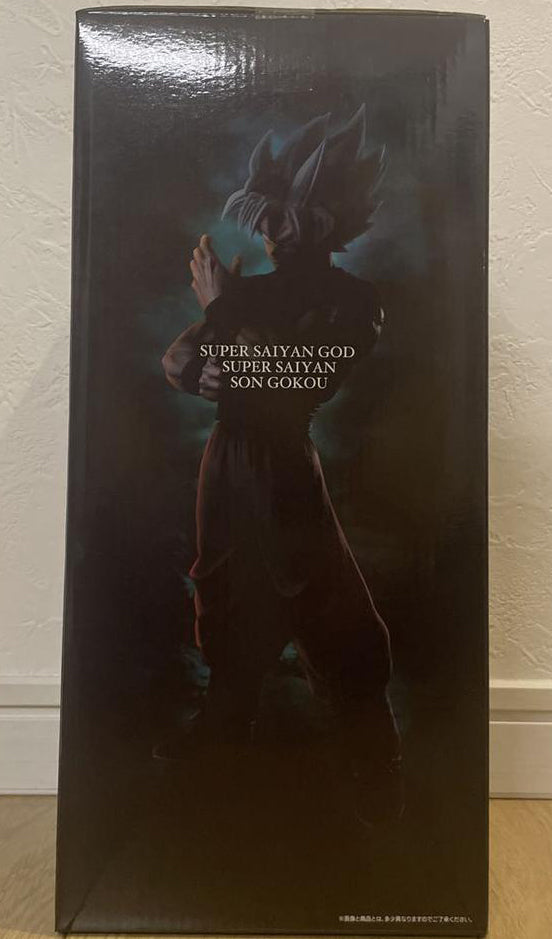 SUPER SAIYAN GOD
SUPER SAIYAN
SON GOKOU
※画像と商品とは、多少異なりますのでご了承ください。